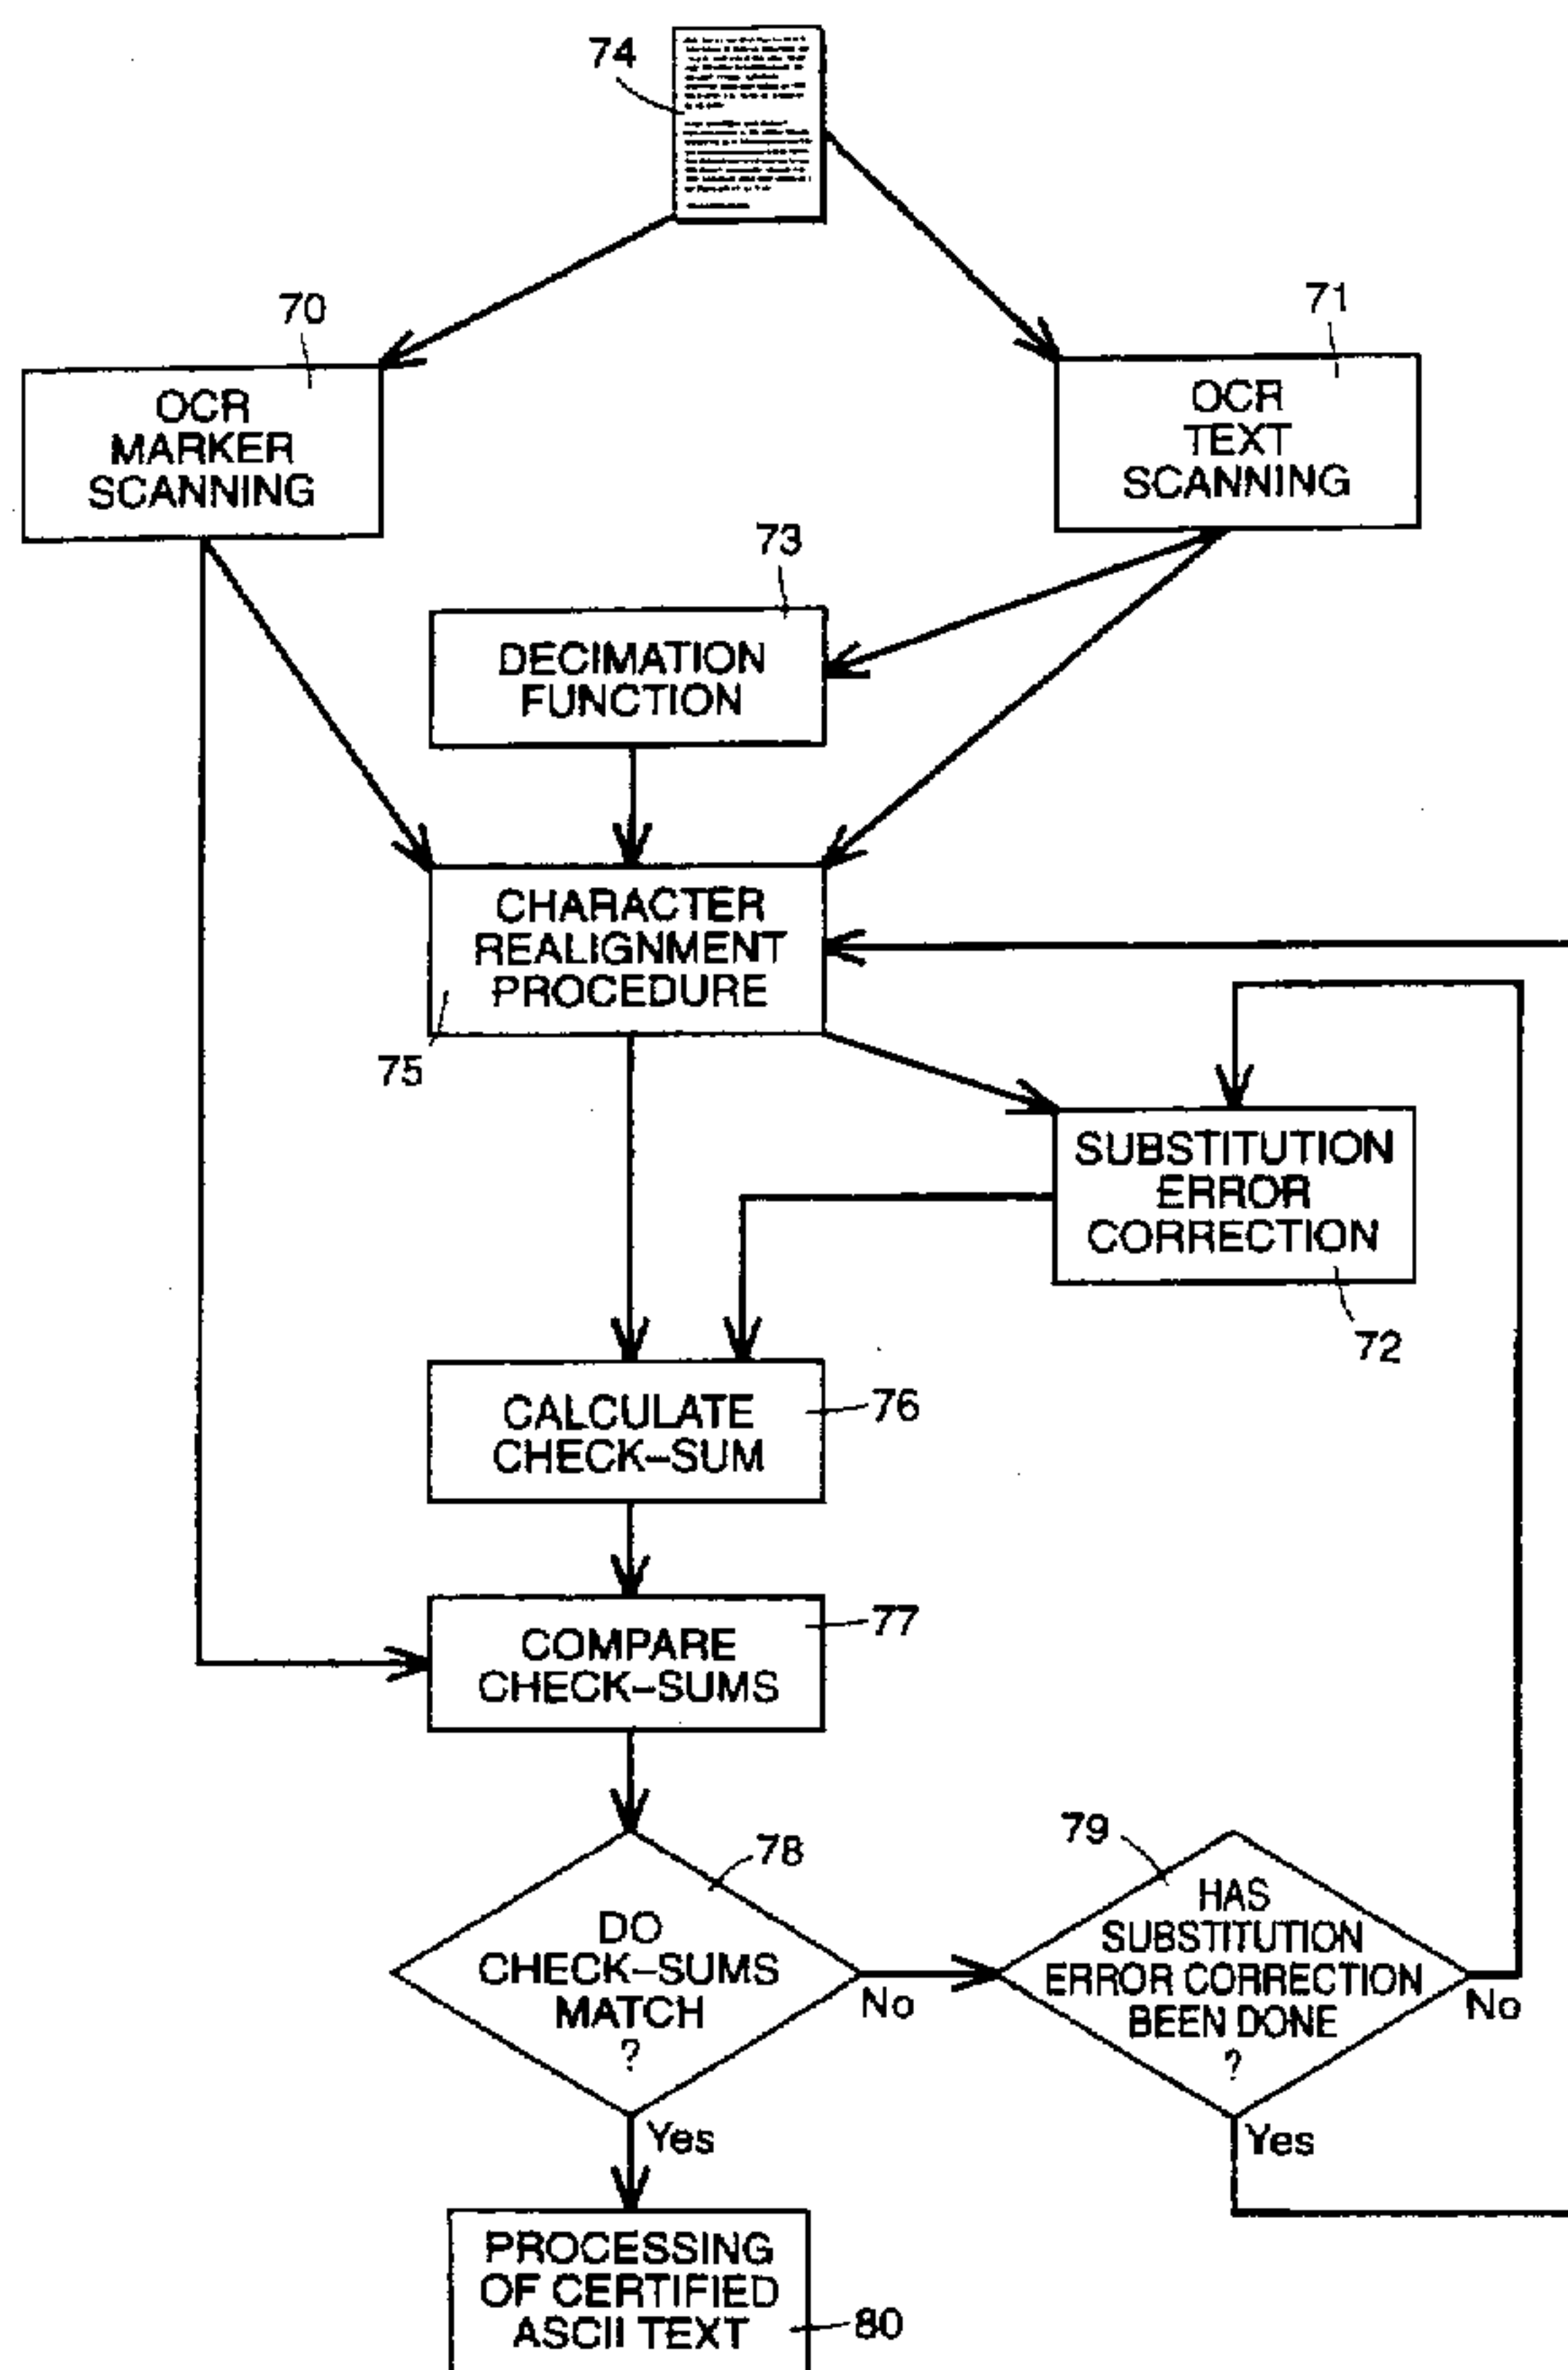 74
70
OCR
MARKER
SCANNING
71
OCR
TEXT
SCANNING
73
DECIMATION
FUNCTION
CHARACTER
REALIGNMENT
PROCEDURE
75
SUBSTITUTION
ERROR
CORRECTION
72
CALCULATE
CHECK-SUM
76
COMPARE
CHECK-SUMS
77
78
DO
CHECK-SUMS
MATCH
?
No
Yes
79
HAS
SUBSTITUTION
ERROR CORRECTION
BEEN DONE
?
No
Yes
PROCESSING
OF CERTIFIED
ASCII TEXT
80